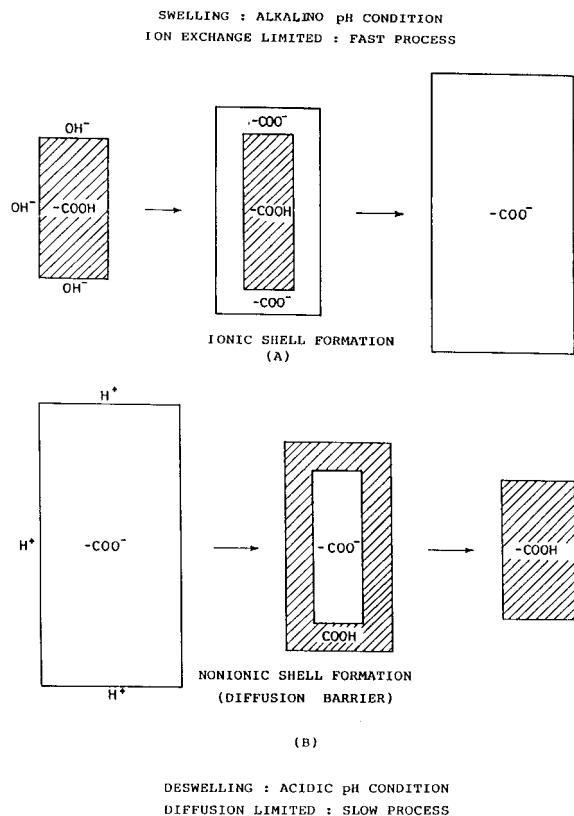 SWELLING : ALKALINO pH CONDITION
ION EXCHANGE LIMITED : FAST PROCESS
OH⁻
OH⁻
-COOH
OH⁻
-COO⁻
-COOH
-COO⁻
-COO⁻
IONIC SHELL FORMATION
(A)
H⁺
H⁺
-COO⁻
H⁺
-COO⁻
COOH
-COOH
NONIONIC SHELL FORMATION
(DIFFUSION BARRIER)
(B)
DESWELLING : ACIDIC pH CONDITION
DIFFUSION LIMITED : SLOW PROCESS